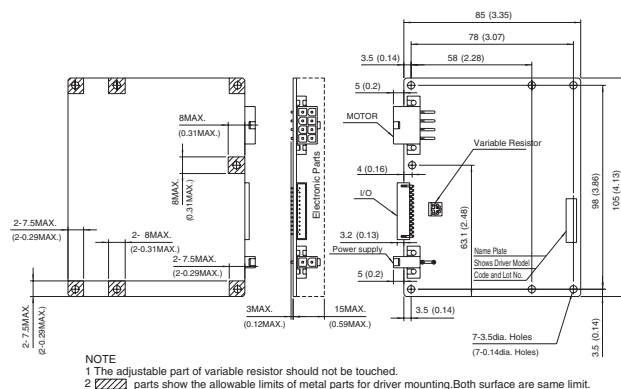 85 (3.35)
78 (3.07)
3.5 (0.14)
58 (2.28)
5 (0.2)
MOTOR
Variable Resistor
8MAX.
(0.31MAX.)
8MAX.
(0.31MAX.)
Electronic Parts
4 (0.16)
I/O
63.1 (2.48)
98 (3.86)
105 (4.13)
3.2 (0.13)
Power supply
5 (0.2)
Name Plate
Shows Driver Model
Code and Lot No.
2-7.5MAX.
(2-0.29MAX.)
2- 8MAX.
(2-0.31MAX.)
2-7.5MAX.
(2-0.29MAX.)
2- 7.5MAX.
(2-0.29MAX.)
3MAX.
(0.12MAX.)
15MAX.
(0.59MAX.)
3.5 (0.14)
7-3.5dia. Holes
(7-0.14dia. Holes)
3.5 (0.14)
NOTE
1 The adjustable part of variable resistor should not be touched.
2 parts show the allowable limits of metal parts for driver mounting.Both surface are same limit.